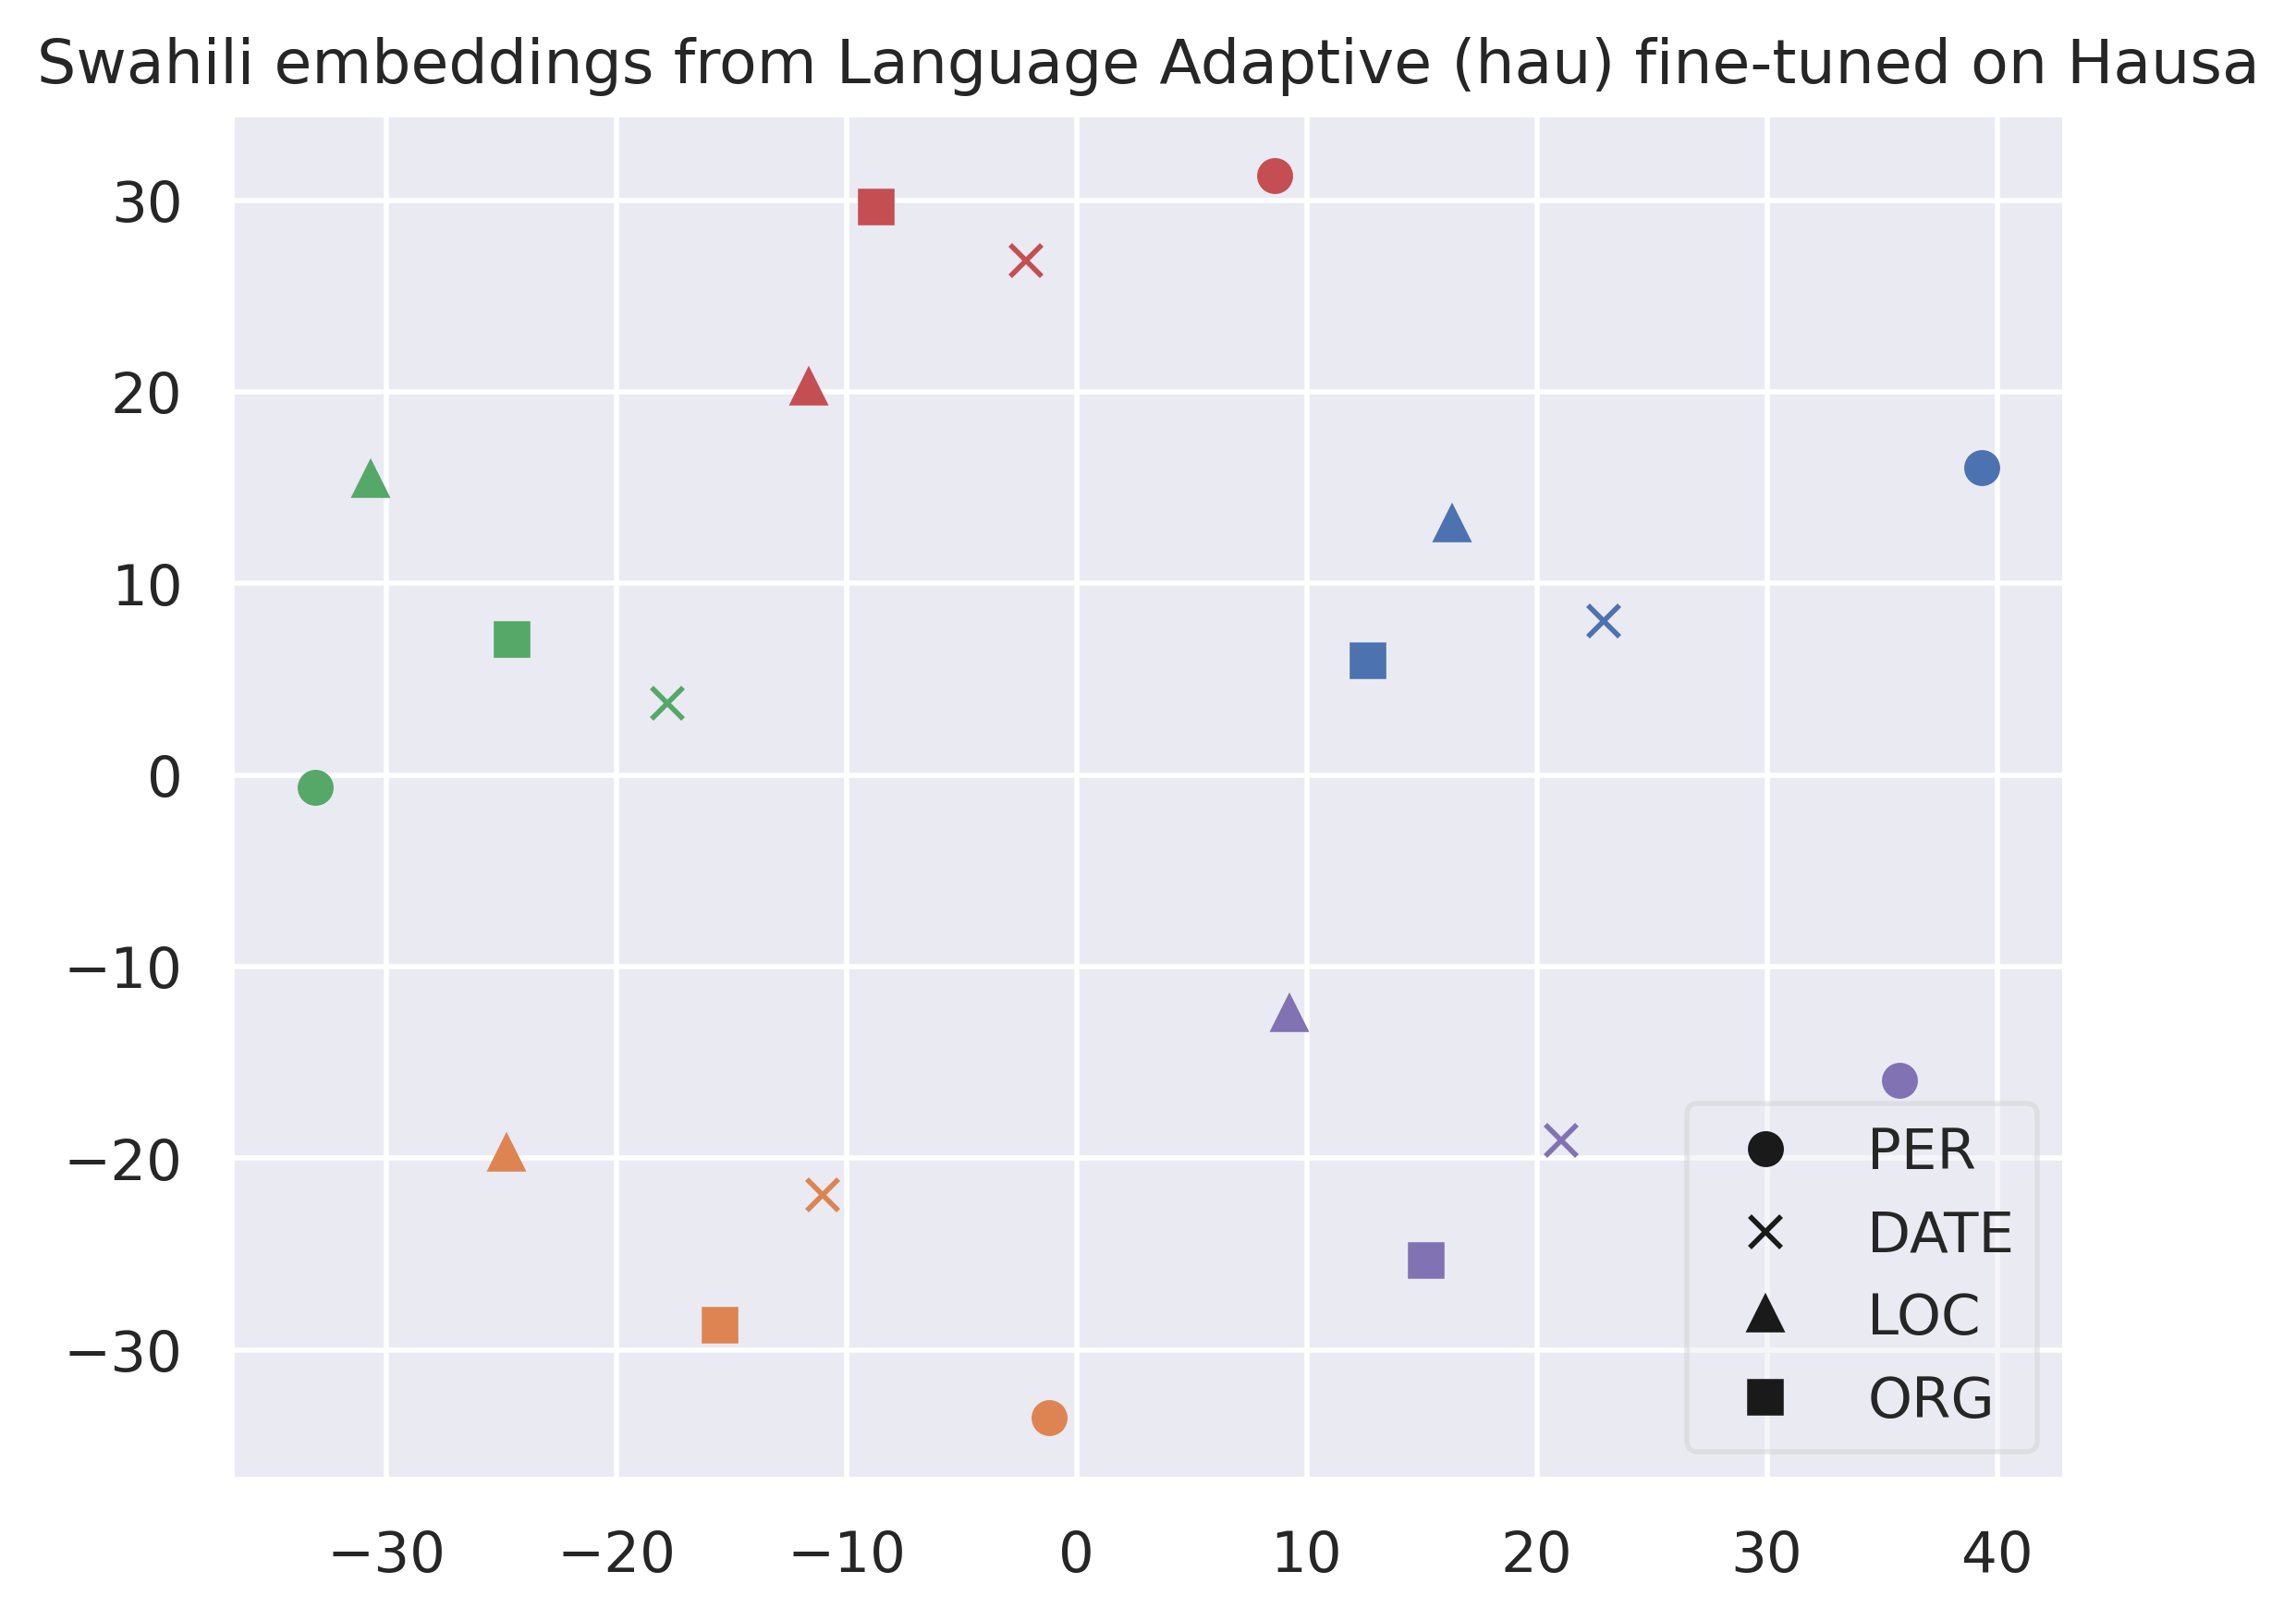 Swahili embeddings from Language Adaptive (hau) fine-tuned on Hausa
30
20
10
0
−10
−20
−30
PER
DATE
LOC
ORG
−30 −20 −10 0 10 20 30 40